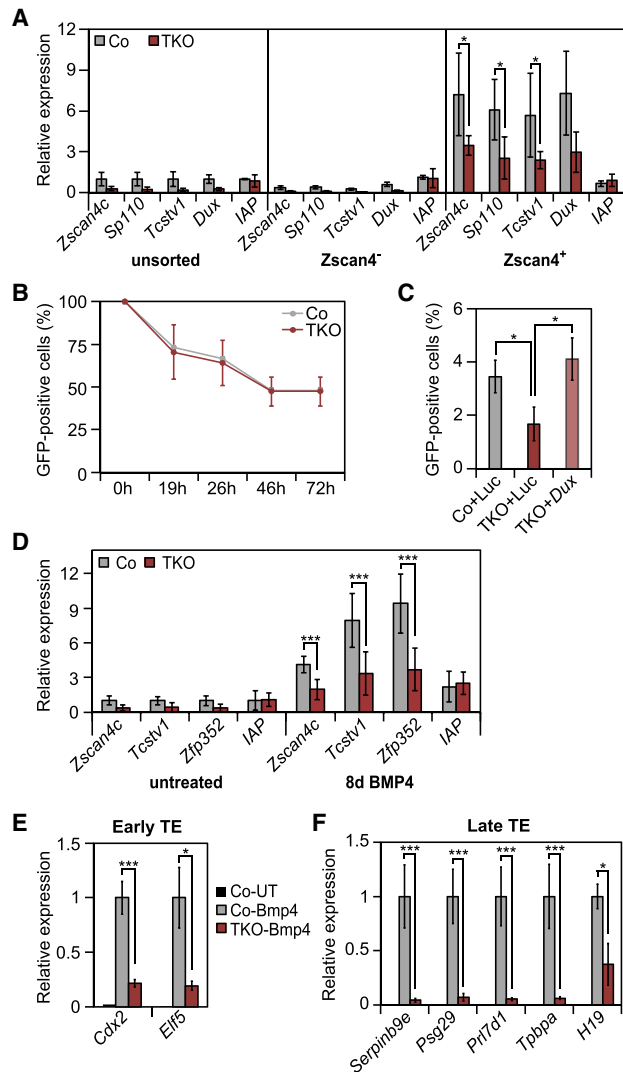 A
Relative expression
Co TKO
12
9
6
3
0
* * *
Zscan4c Sp110 Tcstv1 Dux IAP Zscan4c Sp110 Tcstv1 Dux IAP Zscan4c Sp110 Tcstv1 Dux IAP
unsorted Zscan4- Zscan4+
B
GFP-positive cells (%)
100
75
50
25
0
Co
TKO
0h 19h 26h 46h 72h
C
GFP-positive cells (%)
6
4
2
0
* *
Co+Luc TKO+Luc TKO+Dux
D
Relative expression
Co TKO
12
9
6
3
0
*** *** ***
Zscan4c Tcstv1 Zfp352 IAP Zscan4c Tcstv1 Zfp352 IAP
untreated 8d BMP4
E
Early TE
Relative expression
1.5
1
0.5
0
*** *
Cdx2 Elf5
Co-UT
Co-Bmp4
TKO-Bmp4
F
Late TE
Relative expression
1.5
1
0.5
0
*** *** *** *** *
Serpinb9e Psg29 Prl7d1 Tpbpa H19